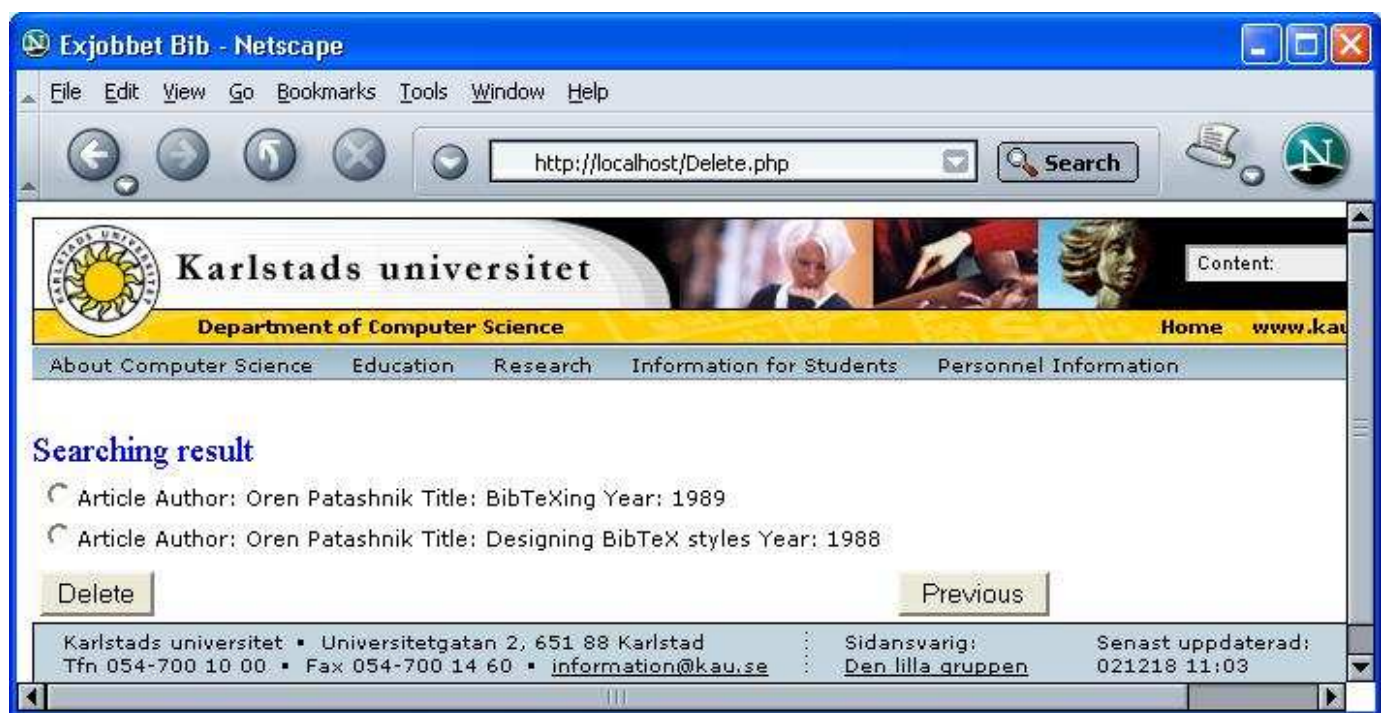 Exjobbet Bib - Netscape
File Edit View Go Bookmarks Tools Window Help
http://localhost/Delete.php
Search
N
KARLSTADS UNIVERSITET
Karlstads universitet
Content:
Department of Computer Science
Home www.kau
About Computer Science Education Research Information for Students Personnel Information
Searching result
Article Author: Oren Patashnik Title: BibTeXing Year: 1989
Article Author: Oren Patashnik Title: Designing BibTeX styles Year: 1988
Delete Previous
Karlstads universitet ▪ Universitetgatan 2, 651 88 Karlstad Sidansvarig: Senast uppdaterad:
Tfn 054-700 10 00 ▪ Fax 054-700 14 60 ▪ information@kau.se Den lilla gruppen 021218 11:03